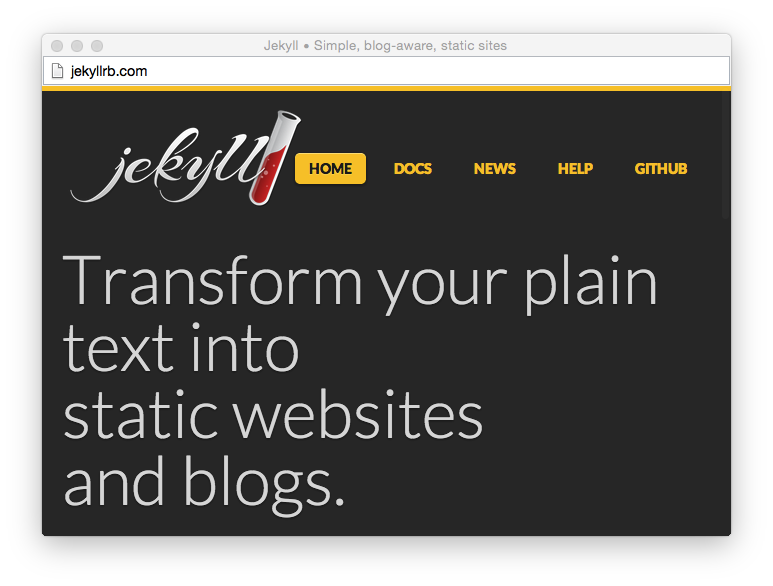 Jekyll • Simple, blog-aware, static sites
jekyllrb.com
jekyll
HOME DOCS NEWS HELP GITHUB
Transform your plain
text into
static websites
and blogs.